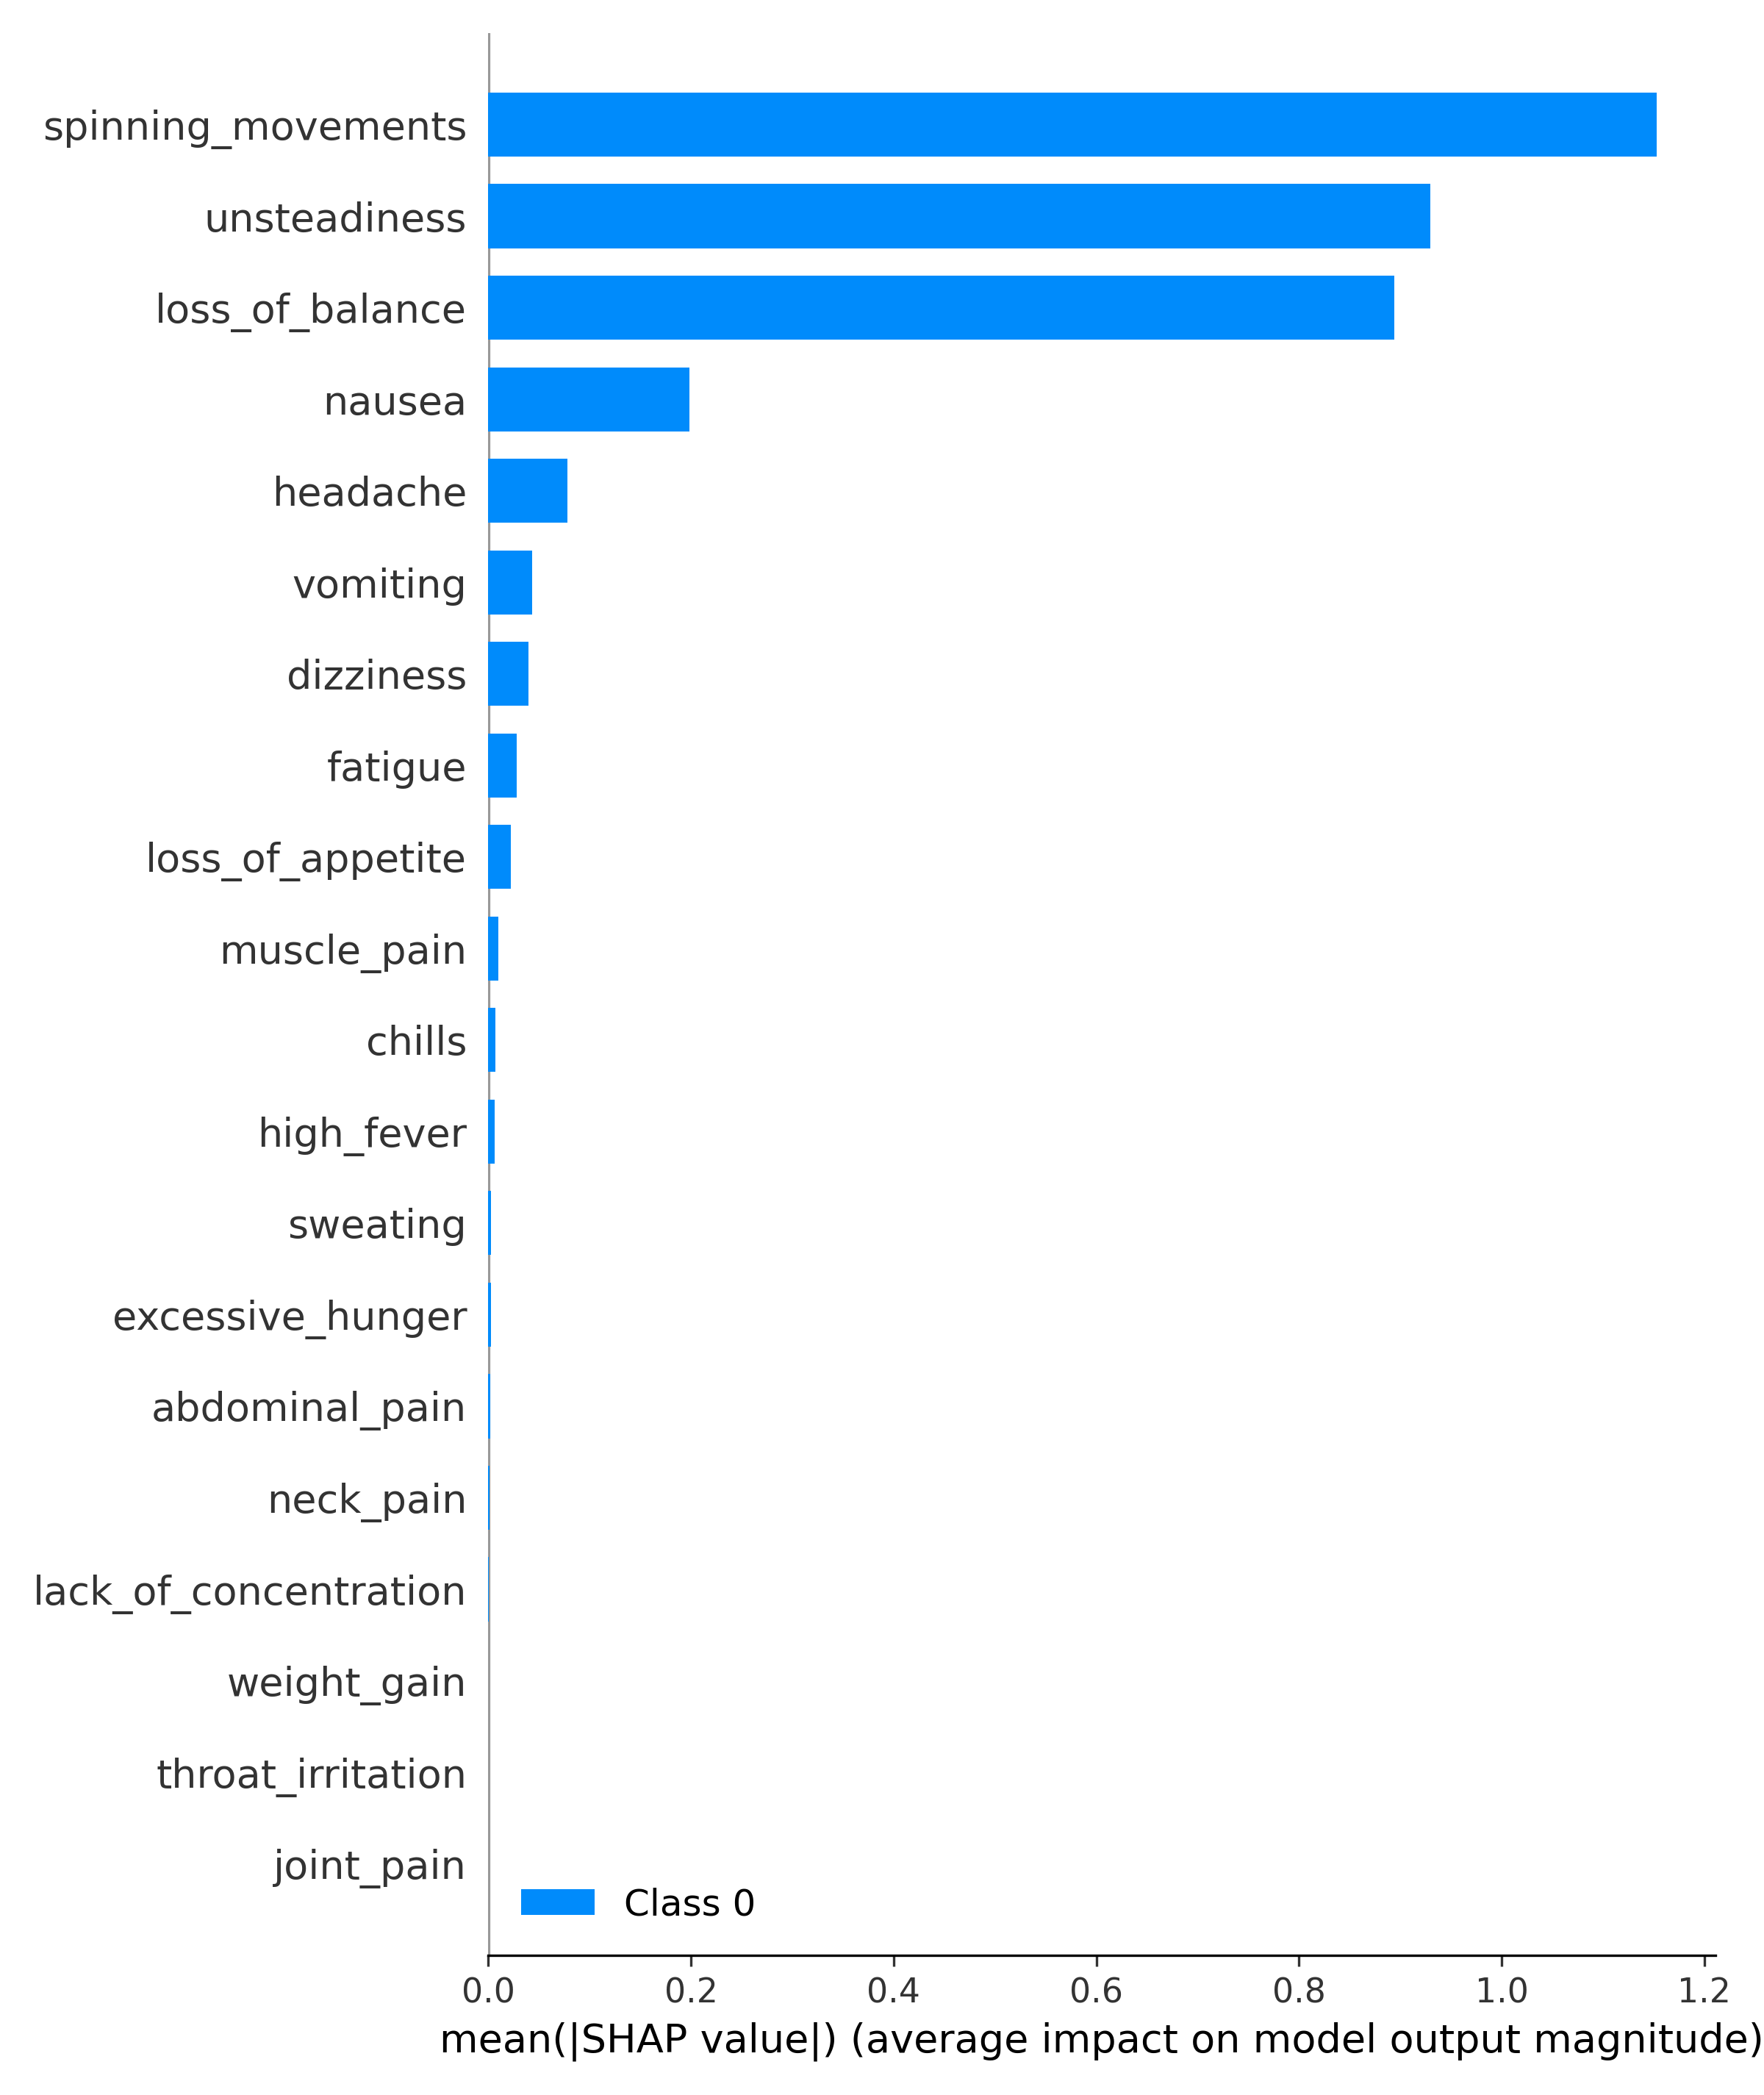 spinning_movements
unsteadiness
loss_of_balance
nausea
headache
vomiting
dizziness
fatigue
loss_of_appetite
muscle_pain
chills
high_fever
sweating
excessive_hunger
abdominal_pain
neck_pain
lack_of_concentration
weight_gain
throat_irritation
joint_pain
Class 0
0.0 0.2 0.4 0.6 0.8 1.0 1.2
mean(|SHAP value|) (average impact on model output magnitude)